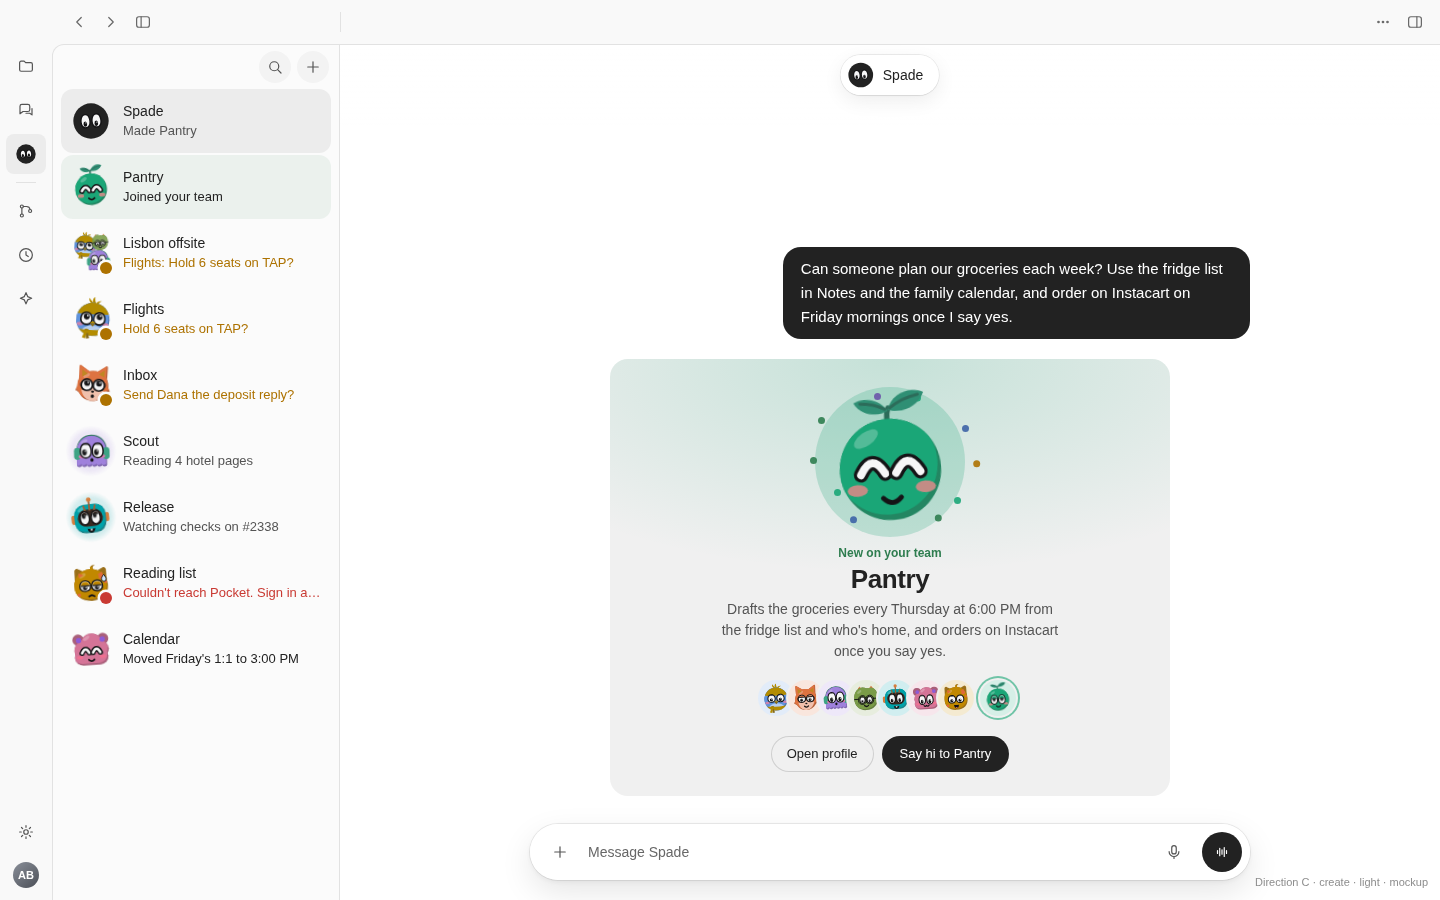 Spade
Made Pantry
Pantry
Joined your team
Lisbon offsite
Flights: Hold 6 seats on TAP?
Flights
Hold 6 seats on TAP?
Inbox
Send Dana the deposit reply?
Scout
Reading 4 hotel pages
Release
Watching checks on #2338
Reading list
Couldn't reach Pocket. Sign in a…
Calendar
Moved Friday's 1:1 to 3:00 PM
AB
Spade
Can someone plan our groceries each week? Use the fridge list
in Notes and the family calendar, and order on Instacart on
Friday mornings once I say yes.
New on your team
Pantry
Drafts the groceries every Thursday at 6:00 PM from
the fridge list and who's home, and orders on Instacart
once you say yes.
Open profile
Say hi to Pantry
Message Spade
Direction C · create · light · mockup